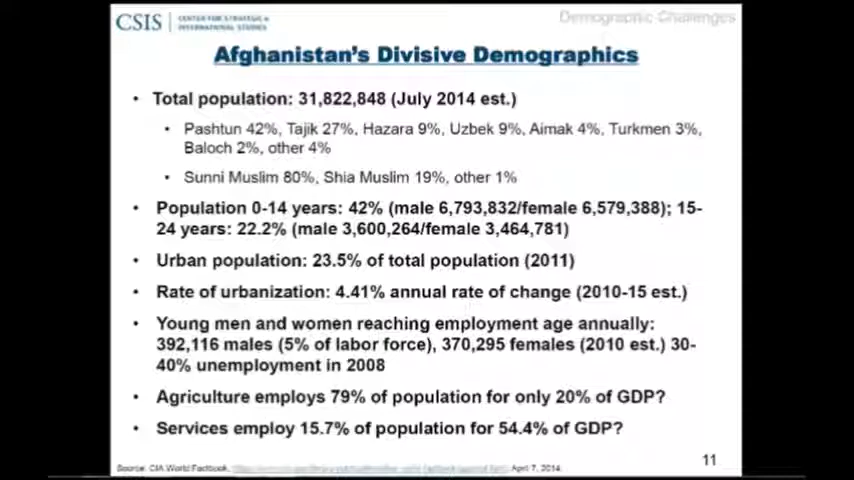 CSIS | CENTER FOR STRATEGIC &
INTERNATIONAL STUDIES
Demographic Challenges
Afghanistan's Divisive Demographics
• Total population: 31,822,848 (July 2014 est.)
• Pashtun 42%, Tajik 27%, Hazara 9%, Uzbek 9%, Aimak 4%, Turkmen 3%,
Baloch 2%, other 4%
• Sunni Muslim 80%, Shia Muslim 19%, other 1%
• Population 0-14 years: 42% (male 6,793,832/female 6,579,388); 15-
24 years: 22.2% (male 3,600,264/female 3,464,781)
• Urban population: 23.5% of total population (2011)
• Rate of urbanization: 4.41% annual rate of change (2010-15 est.)
• Young men and women reaching employment age annually:
392,116 males (5% of labor force), 370,295 females (2010 est.) 30-
40% unemployment in 2008
• Agriculture employs 79% of population for only 20% of GDP?
• Services employ 15.7% of population for 54.4% of GDP?
11
Source: CIA World Factbook, April 7, 2014.